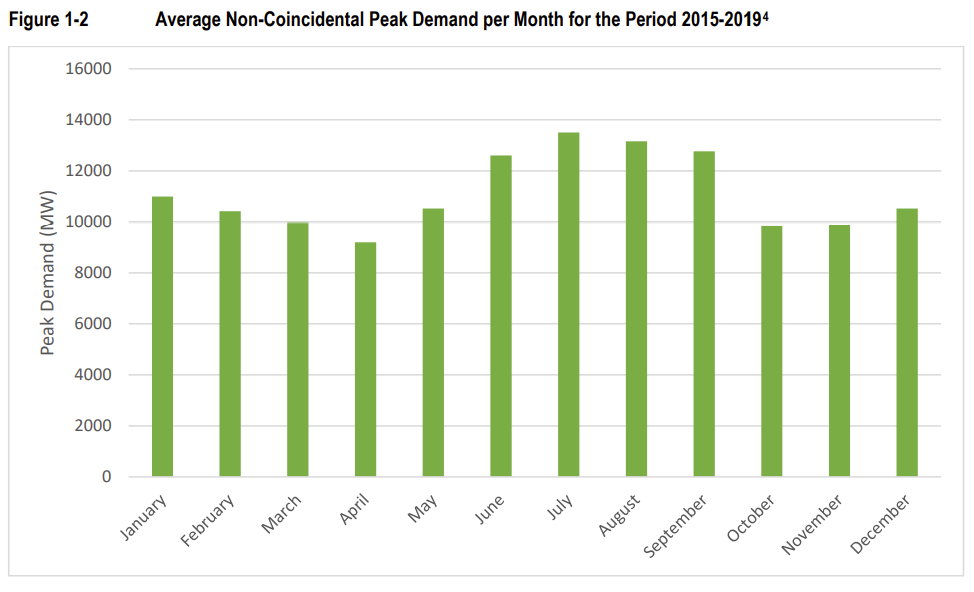 Figure 1-2 Average Non-Coincidental Peak Demand per Month for the Period 2015-2019⁴
16000
14000
12000
10000
8000
6000
4000
2000
0
Peak Demand (MW)
January
February
March
April
May
June
July
August
September
October
November
December